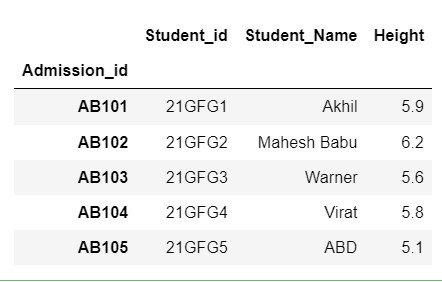 Student_id Student_Name Height
Admission_id
AB101 21GFG1 Akhil 5.9
AB102 21GFG2 Mahesh Babu 6.2
AB103 21GFG3 Warner 5.6
AB104 21GFG4 Virat 5.8
AB105 21GFG5 ABD 5.1